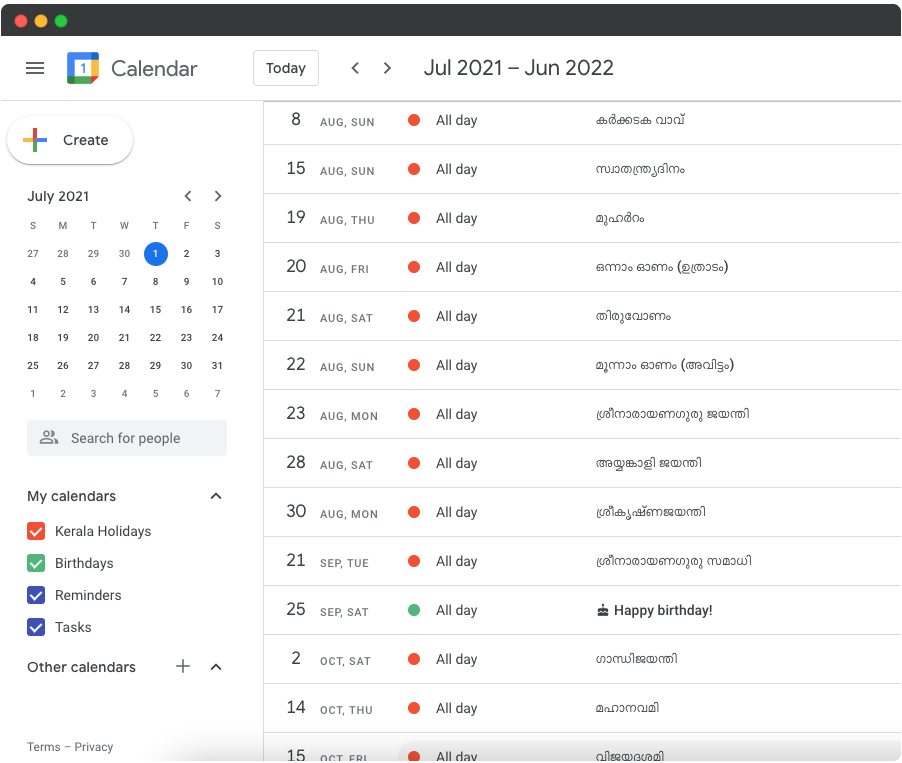 Calendar
Today
Jul 2021 – Jun 2022
Create
July 2021
S M T W T F S
27 28 29 30 1 2 3
4 5 6 7 8 9 10
11 12 13 14 15 16 17
18 19 20 21 22 23 24
25 26 27 28 29 30 31
1 2 3 4 5 6 7
Search for people
My calendars
Kerala Holidays
Birthdays
Reminders
Tasks
Other calendars
Terms – Privacy
8 AUG, SUN All day കർക്കടക വാവ്
15 AUG, SUN All day സ്വാതന്ത്ര്യദിനം
19 AUG, THU All day മുഹർറം
20 AUG, FRI All day ഒന്നാം ഓണം (ഉത്രാടം)
21 AUG, SAT All day തിരുവോണം
22 AUG, SUN All day മൂന്നാം ഓണം (അവിട്ടം)
23 AUG, MON All day ശ്രീനാരായണഗുരു ജയന്തി
28 AUG, SAT All day അയ്യങ്കാളി ജയന്തി
30 AUG, MON All day ശ്രീകൃഷ്ണജയന്തി
21 SEP, TUE All day ശ്രീനാരായണഗുരു സമാധി
25 SEP, SAT All day Happy birthday!
2 OCT, SAT All day ഗാന്ധിജയന്തി
14 OCT, THU All day മഹാനവമി
15 OCT, FRI All day വിജയദശമി